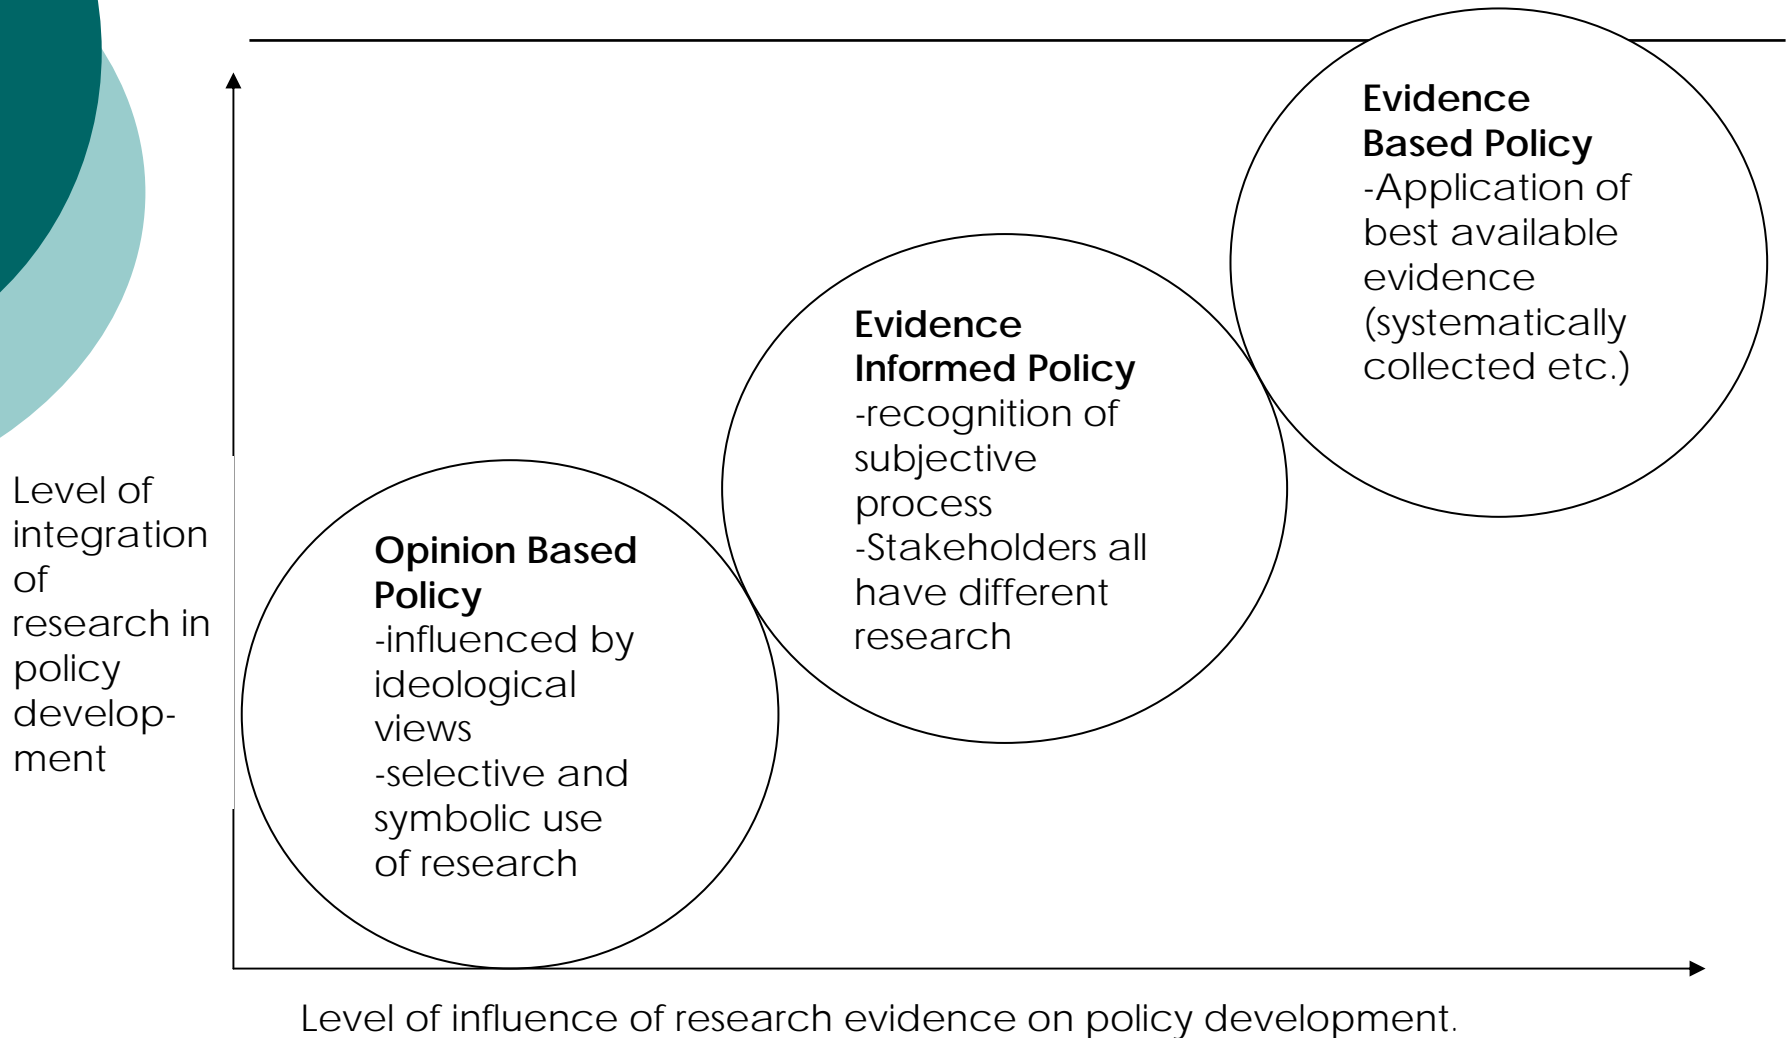 Evidence
Based Policy
-Application of
best available
evidence
(systematically
collected etc.)
Evidence
Informed Policy
-recognition of
subjective
process
-Stakeholders all
have different
research
Opinion Based
Policy
-influenced by
ideological
views
-selective and
symbolic use
of research
Level of
integration
of
research in
policy
develop-
ment
Level of influence of research evidence on policy development.